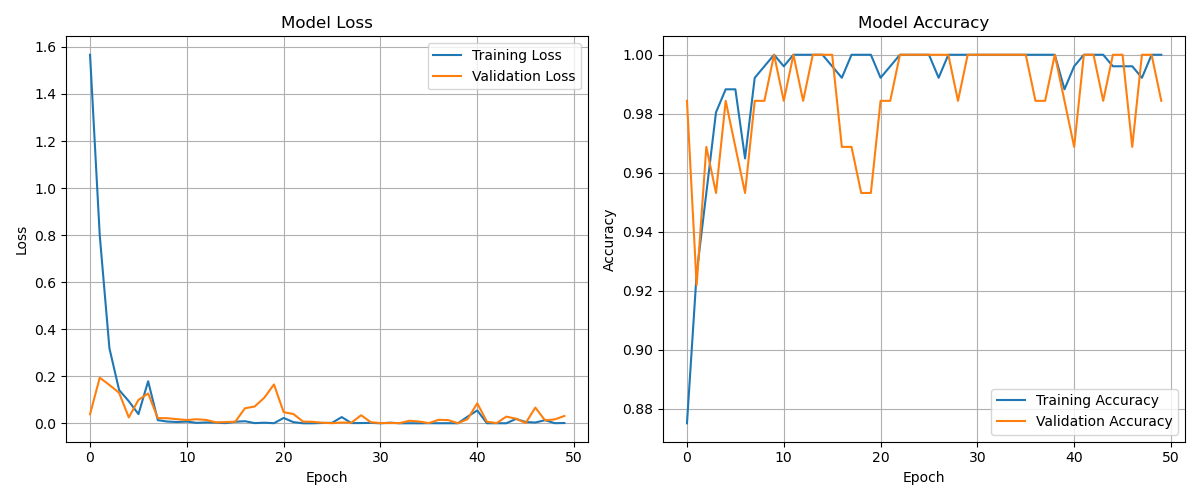 Model Loss
1.6
1.4
1.2
1.0
0.8
0.6
0.4
0.2
0.0
Loss
0
10
20
30
40
50
Epoch
Training Loss
Validation Loss
Model Accuracy
1.00
0.98
0.96
0.94
0.92
0.90
0.88
Accuracy
0
10
20
30
40
50
Epoch
Training Accuracy
Validation Accuracy